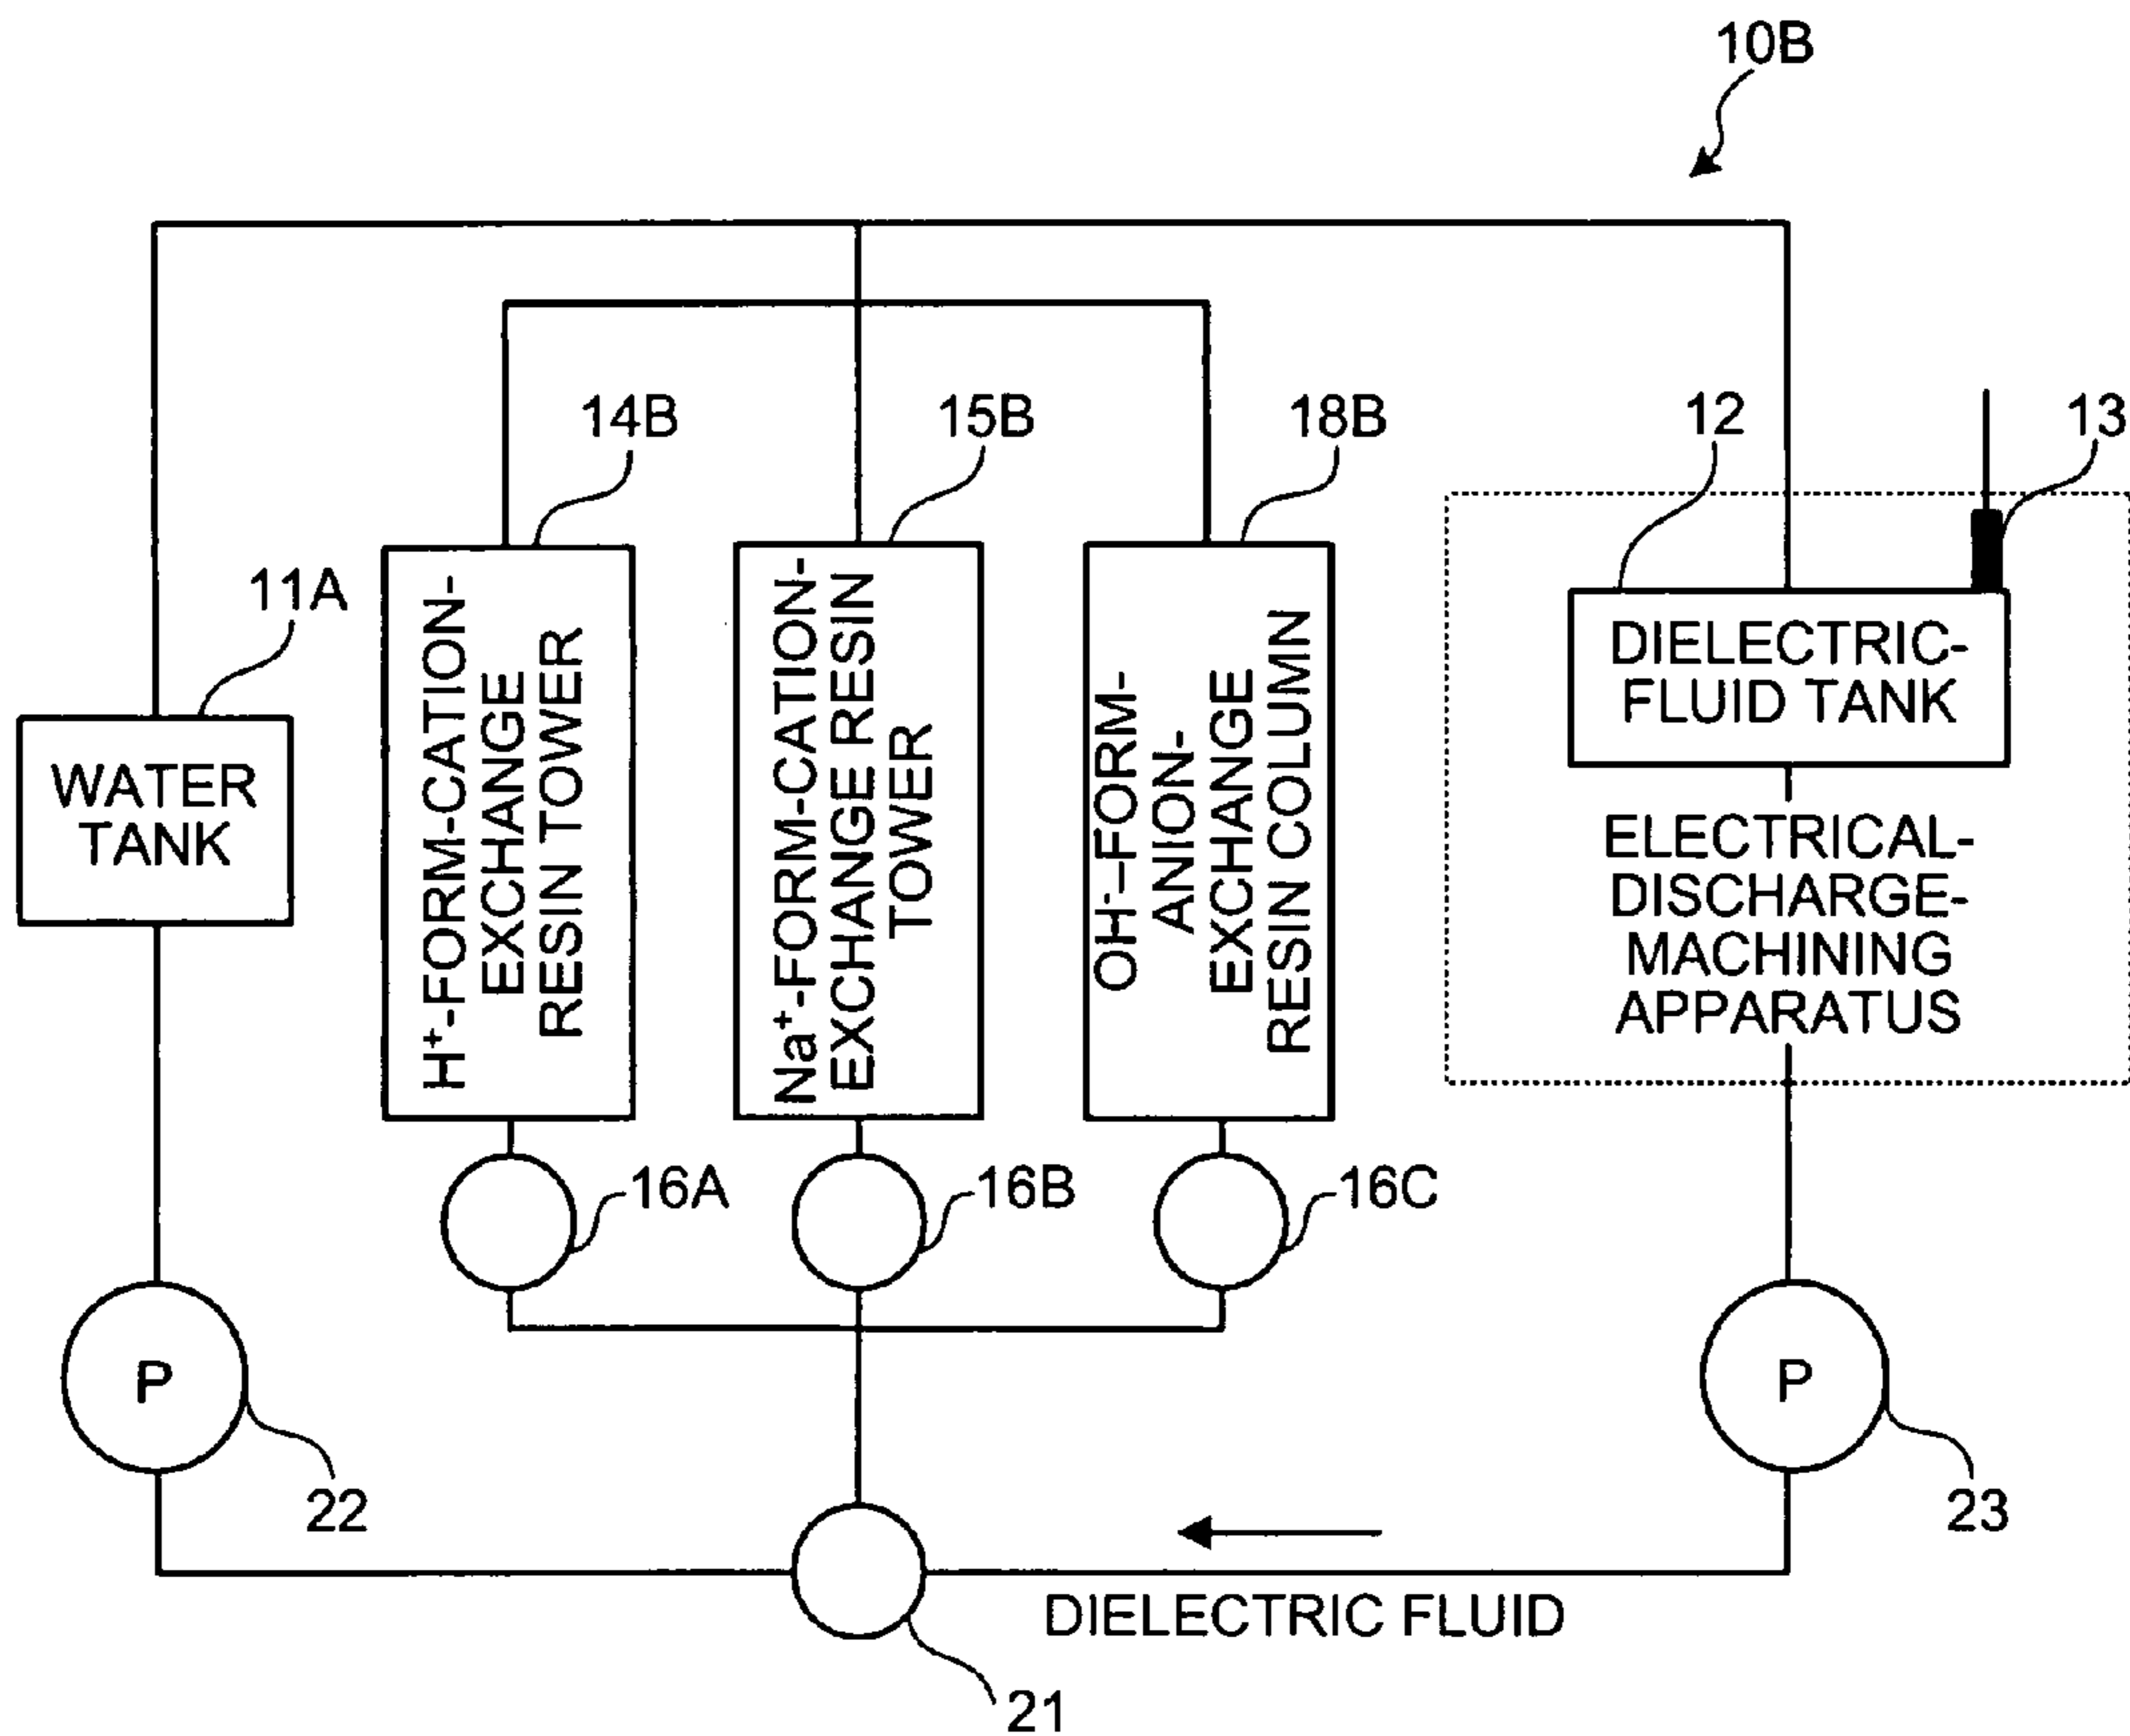 10B
14B
15B
18B
12
13
11A
WATER
TANK
H⁺-FORM-CATION-
EXCHANGE
RESIN TOWER
Na⁺-FORM-CATION-
EXCHANGE RESIN
TOWER
OH⁻-FORM-
ANION-
EXCHANGE
RESIN COLUMN
DIELECTRIC-
FLUID TANK
ELECTRICAL-
DISCHARGE-
MACHINING
APPARATUS
16A
16B
16C
P
22
P
23
DIELECTRIC FLUID
21